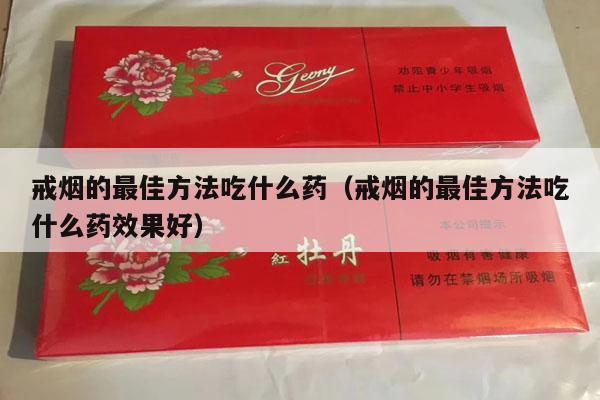 Peony
劝阻青少年吸烟
禁止中小学生吸烟
戒烟的最佳方法吃什么药（戒烟的最佳方法吃
什么药效果好）
紅 牡丹
本公司提示
吸烟有害健康
请勿在禁烟场所吸烟